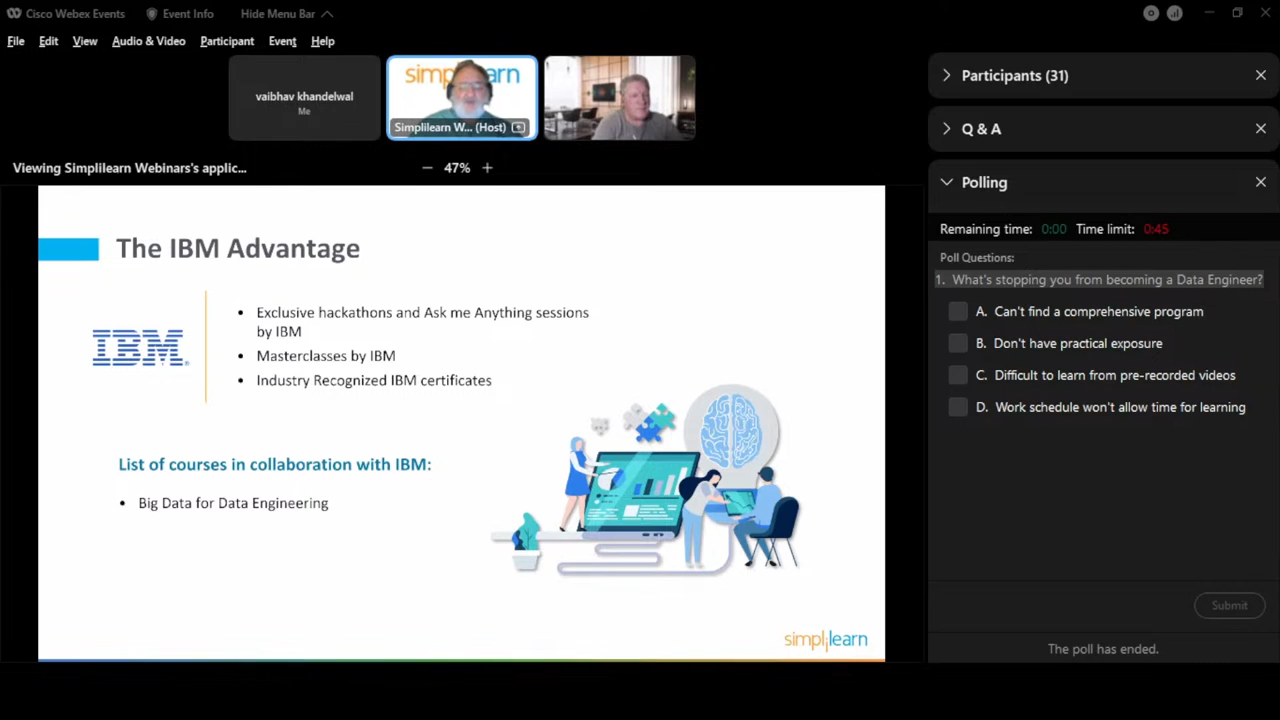 Cisco Webex Events Event Info Hide Menu Bar
File Edit View Audio & Video Participant Event Help
vaibhav khandelwal
Me
simplilearn
Simplilearn W... (Host)
Viewing Simplilearn Webinars's applic...
47%
The IBM Advantage
IBM
• Exclusive hackathons and Ask me Anything sessions
by IBM
• Masterclasses by IBM
• Industry Recognized IBM certificates
List of courses in collaboration with IBM:
• Big Data for Data Engineering
simplilearn
Participants (31)
Q & A
Polling
Remaining time: 0:00 Time limit: 0:45
Poll Questions:
1. What's stopping you from becoming a Data Engineer?
A. Can't find a comprehensive program
B. Don't have practical exposure
C. Difficult to learn from pre-recorded videos
D. Work schedule won't allow time for learning
Submit
The poll has ended.